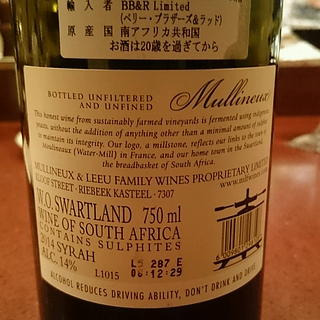 輸入者 BB&R Limited
(ベリー・ブラザーズ&ラッド)
原産国 南アフリカ共和国
お酒は20歳を過ぎてから
BOTTLED UNFILTERED
AND UNFINED
Mullineux
This honest wine from sustainably farmed vineyards is fermented using indigenous
yeasts, without the addition of anything other than a minimal amount of sulphur
to maintain its integrity. Our logo, a millstone, reflects our links to the town of
Moulineaux (Water-Mill) in France, and our home town in the Swartland,
the breadbasket of South Africa.
MULLINEUX & LEEU FAMILY WINES PROPRIETARY LIMITED
KLOOF STREET · RIEBEEK KASTEEL · 7307
www.mlfwines.com
W.O. SWARTLAND 750 ml
WINE OF SOUTH AFRICA
CONTAINS SULPHITES
2014 SYRAH
ALC. 14%
L1015
L5 287 E
06:12:29
ALCOHOL REDUCES DRIVING ABILITY, DON'T DRINK AND DRIVE